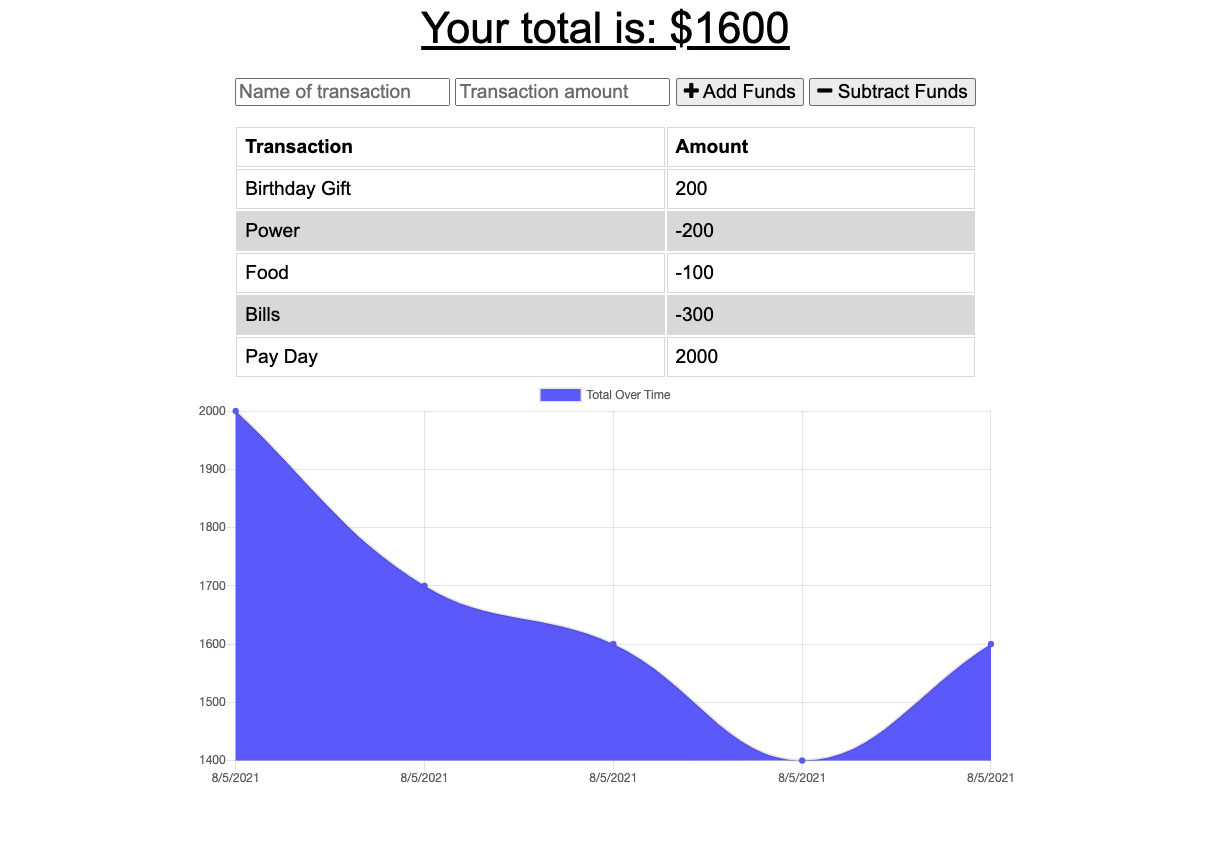 Your total is: $1600
Name of transaction Transaction amount + Add Funds − Subtract Funds
Transaction Amount
Birthday Gift 200
Power -200
Food -100
Bills -300
Pay Day 2000
Total Over Time
2000
1900
1800
1700
1600
1500
1400
8/5/2021 8/5/2021 8/5/2021 8/5/2021 8/5/2021